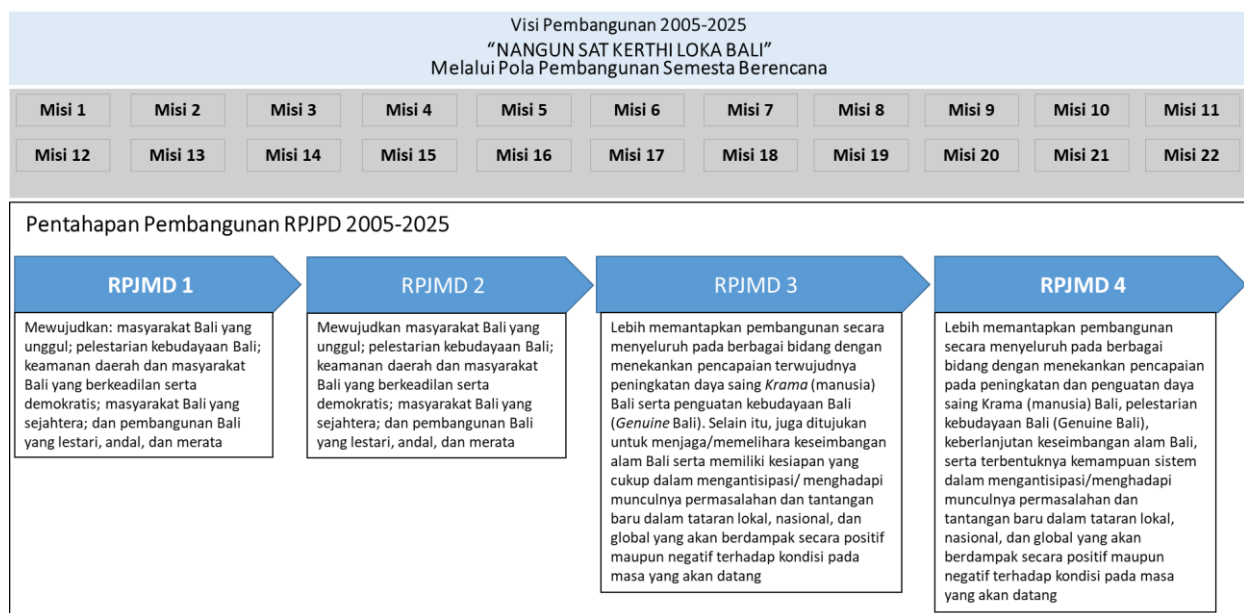 Visi Pembangunan 2005-2025
“NANGUN SAT KERTHI LOKA BALI”
Melalui Pola Pembangunan Semesta Berencana
Misi 1 Misi 2 Misi 3 Misi 4 Misi 5 Misi 6 Misi 7 Misi 8 Misi 9 Misi 10 Misi 11
Misi 12 Misi 13 Misi 14 Misi 15 Misi 16 Misi 17 Misi 18 Misi 19 Misi 20 Misi 21 Misi 22
Pentahapan Pembangunan RPJPD 2005-2025
RPJMD 1
Mewujudkan: masyarakat Bali yang
unggul; pelestarian kebudayaan Bali;
keamanan daerah dan masyarakat
Bali yang berkeadilan serta
demokratis; masyarakat Bali yang
sejahtera; dan pembangunan Bali
yang lestari, andal, dan merata
RPJMD 2
Mewujudkan masyarakat Bali yang
unggul; pelestarian kebudayaan Bali;
keamanan daerah dan masyarakat
Bali yang berkeadilan serta
demokratis; masyarakat Bali yang
sejahtera; dan pembangunan Bali
yang lestari, andal, dan merata
RPJMD 3
Lebih memantapkan pembangunan secara
menyeluruh pada berbagai bidang dengan
menekankan pencapaian terwujudnya
peningkatan daya saing Krama (manusia)
Bali serta penguatan kebudayaan Bali
(Genuine Bali). Selain itu, juga ditujukan
untuk menjaga/memelihara keseimbangan
alam Bali serta memiliki kesiapan yang
cukup dalam mengantisipasi/ menghadapi
munculnya permasalahan dan tantangan
baru dalam tataran lokal, nasional, dan
global yang akan berdampak secara positif
maupun negatif terhadap kondisi pada
masa yang akan datang
RPJMD 4
Lebih memantapkan pembangunan
secara menyeluruh pada berbagai
bidang dengan menekankan pencapaian
pada peningkatan dan penguatan daya
saing Krama (manusia) Bali, pelestarian
kebudayaan Bali (Genuine Bali),
keberlanjutan keseimbangan alam Bali,
serta terbentuknya kemampuan sistem
dalam mengantisipasi/menghadapi
munculnya permasalahan dan
tantangan baru dalam tataran lokal,
nasional, dan global yang akan
berdampak secara positif maupun
negatif terhadap kondisi pada masa
yang akan datang